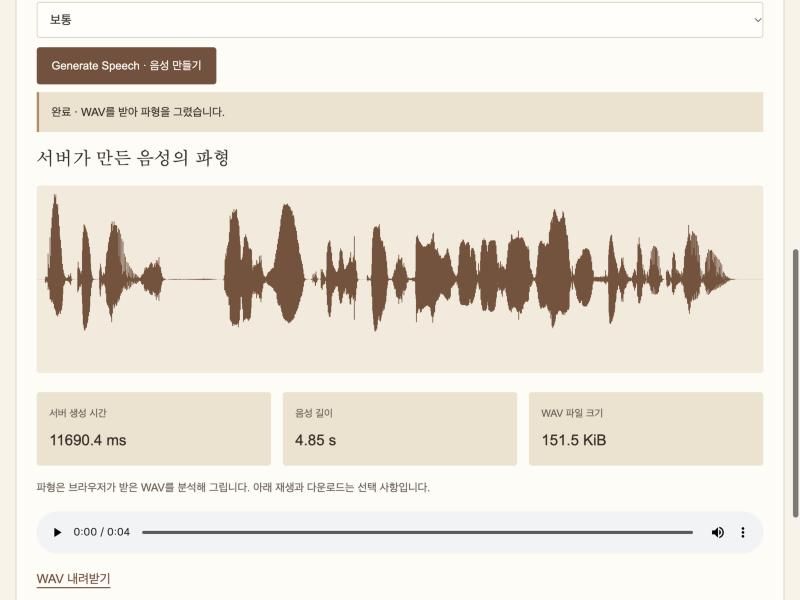 보통
Generate Speech · 음성 만들기
완료 · WAV를 받아 파형을 그렸습니다.
서버가 만든 음성의 파형
서버 생성 시간
11690.4 ms
음성 길이
4.85 s
WAV 파일 크기
151.5 KiB
파형은 브라우저가 받은 WAV를 분석해 그립니다. 아래 재생과 다운로드는 선택 사항입니다.
0:00 / 0:04
WAV 내려받기